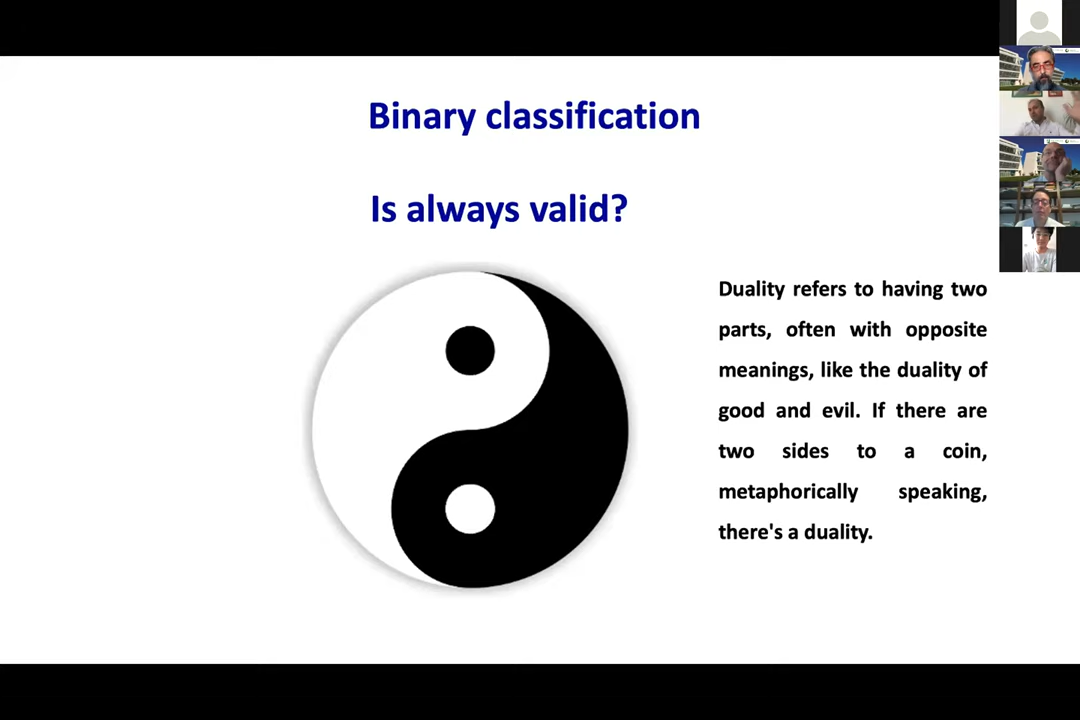 Binary classification
Is always valid?
Duality refers to having two
parts, often with opposite
meanings, like the duality of
good and evil. If there are
two sides to a coin,
metaphorically speaking,
there's a duality.